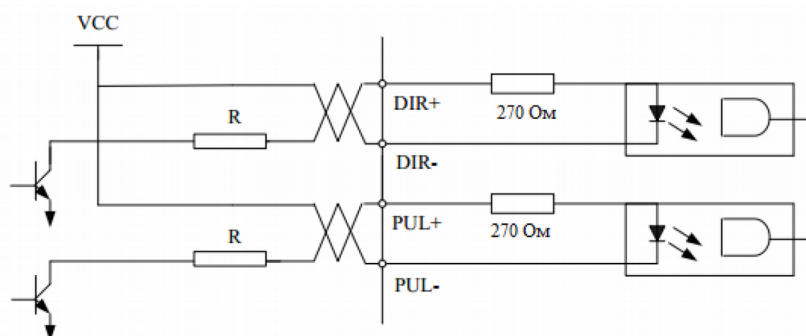 VCC
DIR+
270 Ом
R
DIR-
PUL+
270 Ом
R
PUL-